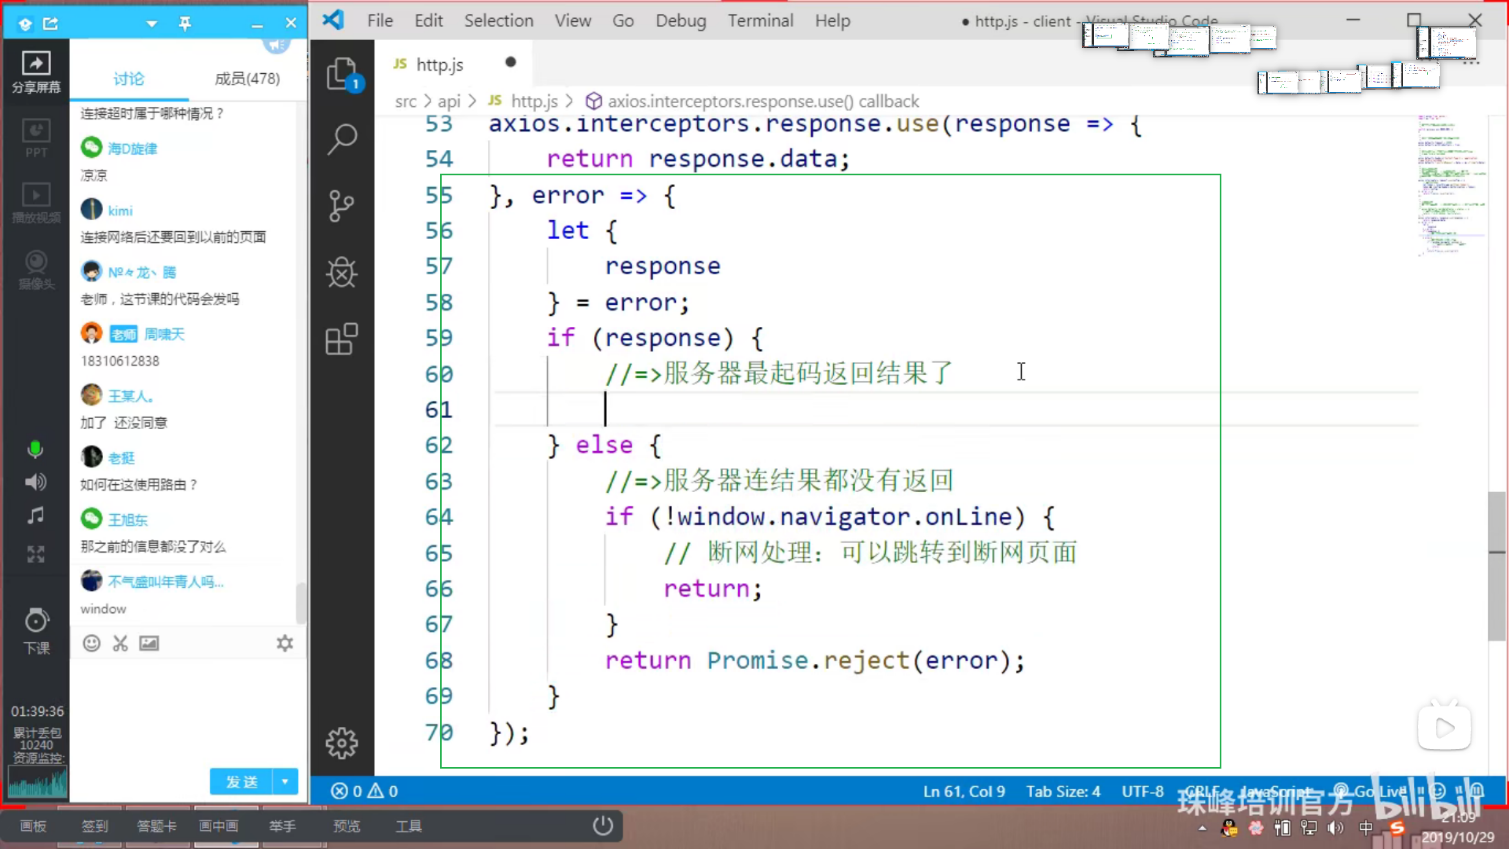 File Edit Selection View Go Debug Terminal Help
● http.js - client - Visual Studio Code
分享屏幕
PPT
播放视频
摄像头
下课
01:39:36
累计丢包
10240
资源监控:
讨论
成员(478)
连接超时属于哪种情况？
海D旋律
凉凉
kimi
连接网络后还要回到以前的页面
№々龙丶腾
老师，这节课的代码会发吗
老师 周啸天
18310612838
王某人。
加了 还没同意
老挺
如何在这使用路由？
王旭东
那之前的信息都没了对么
不气盛叫年青人吗...
window
发送
1
JS http.js ●
src > api > JS http.js > axios.interceptors.response.use() callback
53 axios.interceptors.response.use(response => {
54 return response.data;
55 }, error => {
56 let {
57 response
58 } = error;
59 if (response) {
60 //=>服务器最起码返回结果了
61
62 } else {
63 //=>服务器连结果都没有返回
64 if (!window.navigator.onLine) {
65 // 断网处理：可以跳转到断网页面
66 return;
67 }
68 return Promise.reject(error);
69 }
70 });
0 0
Ln 61, Col 9 Tab Size: 4 UTF-8 CRLF JavaScript Go Live
珠峰培训官方 bilibili
画板 签到 答题卡 画中画 举手 预览 工具
中
21:09
2019/10/29